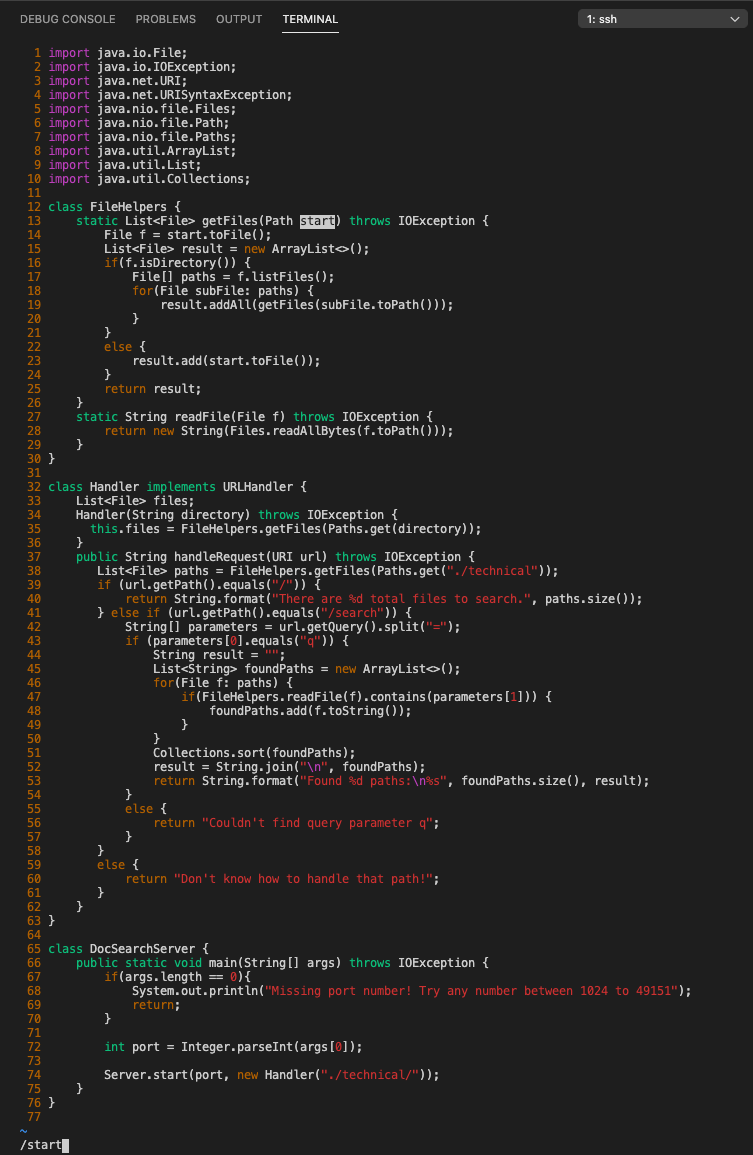 DEBUG CONSOLE PROBLEMS OUTPUT TERMINAL 1: ssh
1 import java.io.File;
2 import java.io.IOException;
3 import java.net.URI;
4 import java.net.URISyntaxException;
5 import java.nio.file.Files;
6 import java.nio.file.Path;
7 import java.nio.file.Paths;
8 import java.util.ArrayList;
9 import java.util.List;
10 import java.util.Collections;
11
12 class FileHelpers {
13     static List<File> getFiles(Path start) throws IOException {
14         File f = start.toFile();
15         List<File> result = new ArrayList<>();
16         if(f.isDirectory()) {
17             File[] paths = f.listFiles();
18             for(File subFile: paths) {
19                 result.addAll(getFiles(subFile.toPath()));
20             }
21         }
22         else {
23             result.add(start.toFile());
24         }
25         return result;
26     }
27     static String readFile(File f) throws IOException {
28         return new String(Files.readAllBytes(f.toPath()));
29     }
30 }
31
32 class Handler implements URLHandler {
33     List<File> files;
34     Handler(String directory) throws IOException {
35       this.files = FileHelpers.getFiles(Paths.get(directory));
36     }
37     public String handleRequest(URI url) throws IOException {
38        List<File> paths = FileHelpers.getFiles(Paths.get("./technical"));
39        if (url.getPath().equals("/")) {
40            return String.format("There are %d total files to search.", paths.size());
41        } else if (url.getPath().equals("/search")) {
42            String[] parameters = url.getQuery().split("=");
43            if (parameters[0].equals("q")) {
44                String result = "";
45                List<String> foundPaths = new ArrayList<>();
46                for(File f: paths) {
47                    if(FileHelpers.readFile(f).contains(parameters[1])) {
48                        foundPaths.add(f.toString());
49                    }
50                }
51                Collections.sort(foundPaths);
52                result = String.join("\n", foundPaths);
53                return String.format("Found %d paths:\n%s", foundPaths.size(), result);
54            }
55            else {
56                return "Couldn't find query parameter q";
57            }
58        }
59        else {
60            return "Don't know how to handle that path!";
61        }
62     }
63 }
64
65 class DocSearchServer {
66     public static void main(String[] args) throws IOException {
67         if(args.length == 0){
68             System.out.println("Missing port number! Try any number between 1024 to 49151");
69             return;
70         }
71
72         int port = Integer.parseInt(args[0]);
73
74         Server.start(port, new Handler("./technical/"));
75     }
76 }
77
~
/start